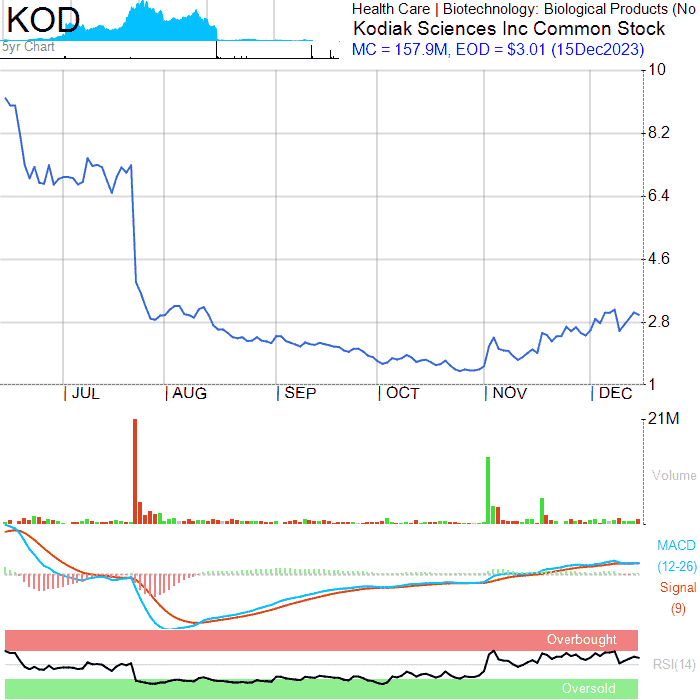 KOD
5yr Chart
Health Care | Biotechnology: Biological Products (No
Kodiak Sciences Inc Common Stock
MC = 157.9M, EOD = $3.01 (15Dec2023)
10
8.2
6.4
4.6
2.8
1
JUL AUG SEP OCT NOV DEC
21M
Volume
MACD
(12-26)
Signal
(9)
Overbought
RSI(14)
Oversold